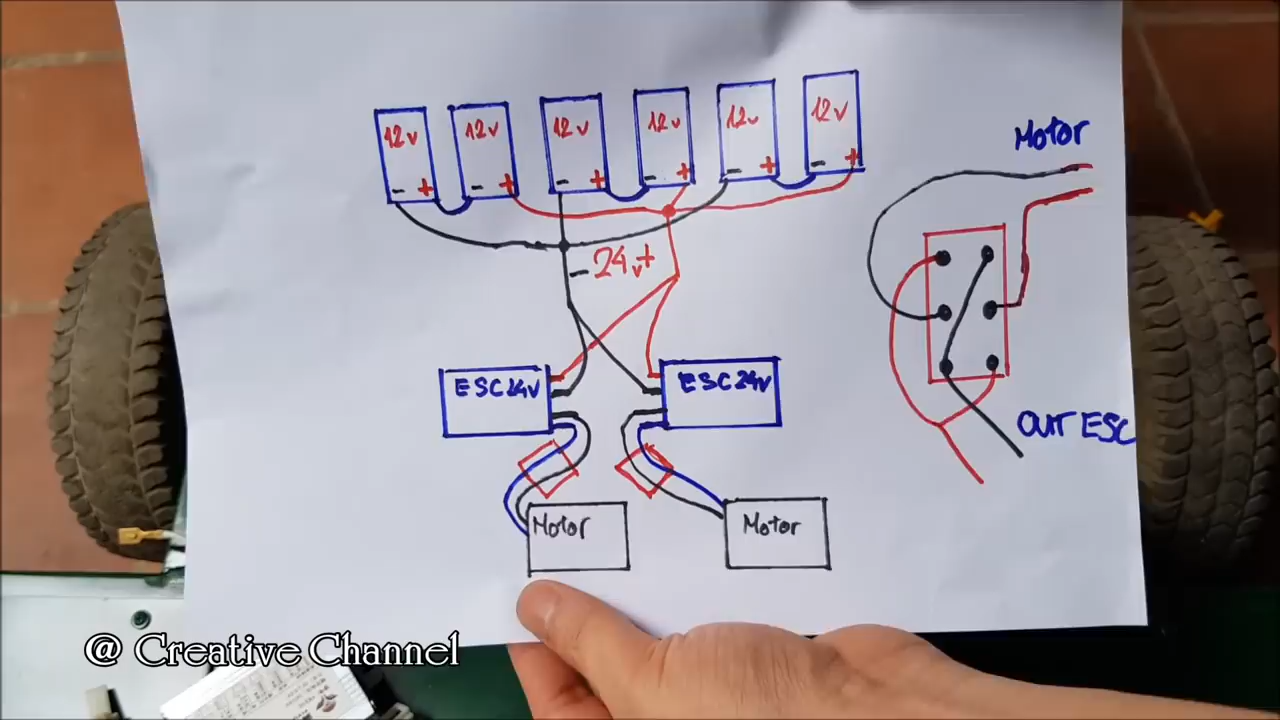 12v 12v 12v 12v 12v 12v
- + - + - + - + - + - +
Motor
- 24v+
ESC24v ESC24v
OUT ESC
Motor Motor
@ Creative Channel